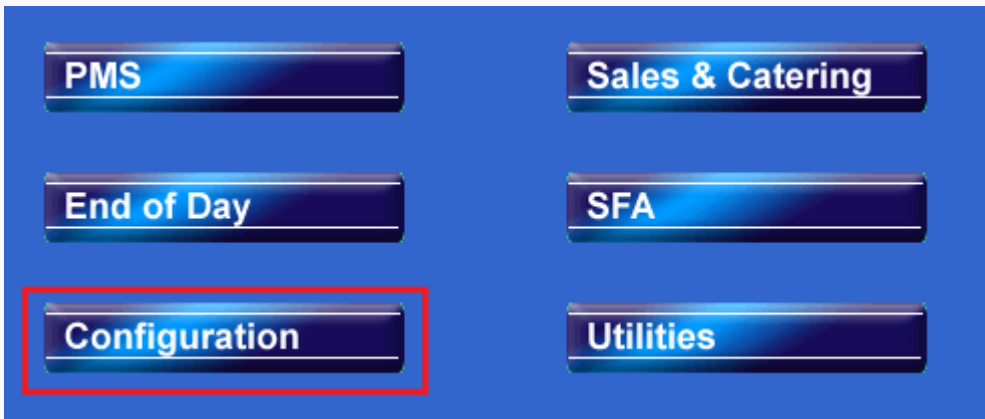 PMS
Sales & Catering
End of Day
SFA
Configuration
Utilities